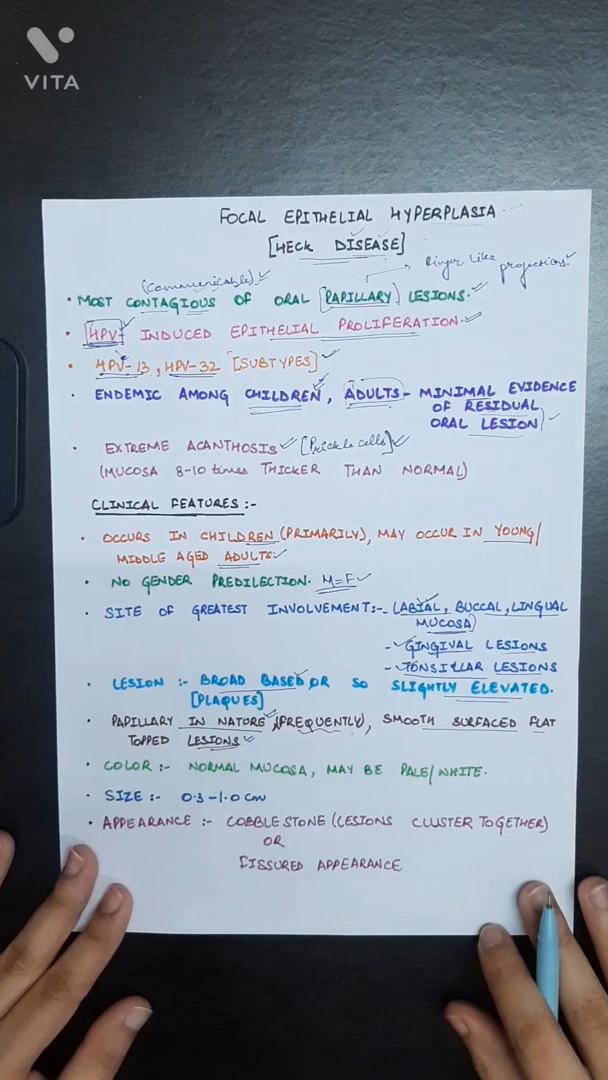 VITA
FOCAL EPITHELIAL HYPERPLASIA
[HECK DISEASE]
(Communicable)
Finger like projections.
• MOST CONTAGIOUS OF ORAL [PAPILLARY] LESIONS.
• HPV INDUCED EPITHELIAL PROLIFERATION.
• HPV-13, HPV-32 [SUBTYPES]
• ENDEMIC AMONG CHILDREN, ADULTS - MINIMAL EVIDENCE
OF RESIDUAL
ORAL LESION
• EXTREME ACANTHOSIS [Prickle cells]
(MUCOSA 8-10 times THICKER THAN NORMAL)
CLINICAL FEATURES :-
• OCCURS IN CHILDREN (PRIMARILY), MAY OCCUR IN YOUNG/
MIDDLE AGED ADULTS.
• NO GENDER PREDILECTION. M=F
• SITE OF GREATEST INVOLVEMENT:- LABIAL, BUCCAL, LINGUAL
MUCOSA)
- GINGIVAL LESIONS
- TONSILLAR LESIONS
• LESION :- BROAD BASED OR SO SLIGHTLY ELEVATED.
[PLAQUES]
• PAPILLARY IN NATURE (FREQUENTLY), SMOOTH SURFACED FLAT
TOPPED LESIONS
• COLOR :- NORMAL MUCOSA, MAY BE PALE/WHITE.
• SIZE :- 0.3-1.0 cm
• APPEARANCE :- COBBLESTONE (LESIONS CLUSTER TOGETHER)
OR
FISSURED APPEARANCE